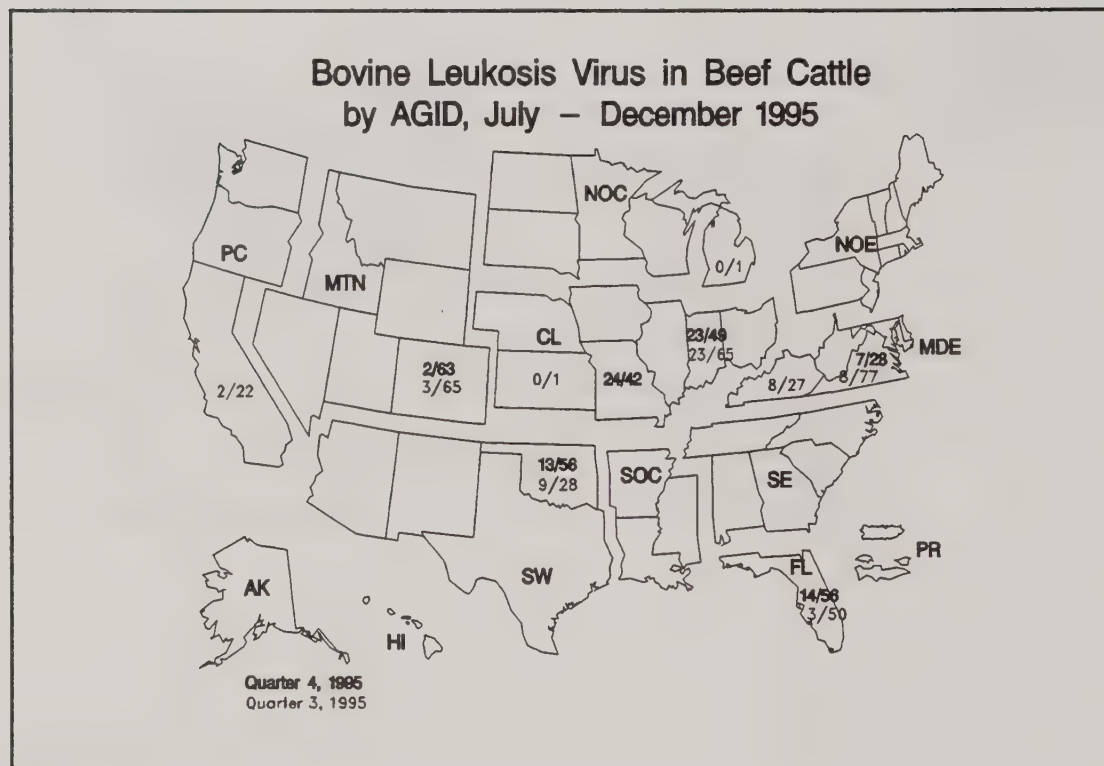 Bovine Leukosis Virus in Beef Cattle
by AGID, July – December 1995
NOC
NOE
PC
0/1
MTN
CL
23/49
23/65
MDE
7/28
8/77
2/63
3/65
2/22
0/1
24/42
8/27
13/56
9/28
SOC
SE
PR
SW
FL
14/56
3/50
AK
HI
Quarter 4, 1995
Quarter 3, 1995